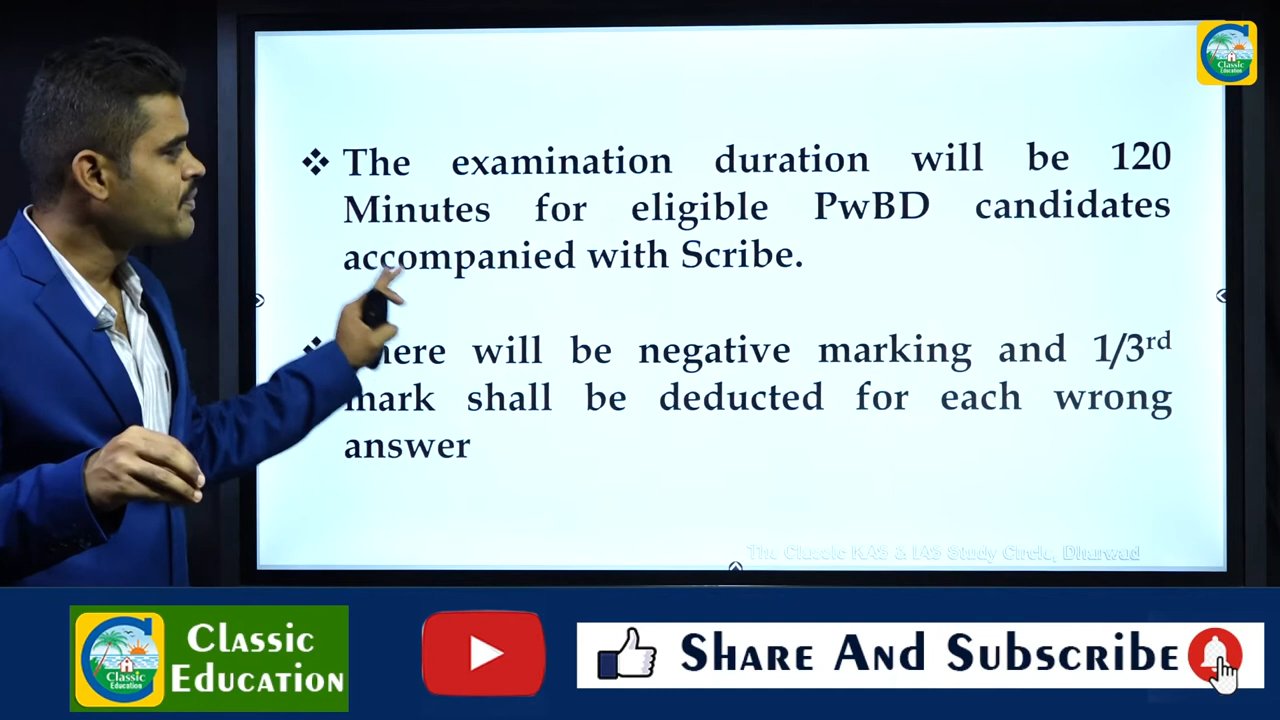 Classic
Education
❖ The examination duration will be 120
Minutes for eligible PwBD candidates
accompanied with Scribe.
here will be negative marking and 1/3rd
mark shall be deducted for each wrong
answer
The Classic KAS & IAS Study Circle, Dharwad
Classic
Education
Classic
Education
Share And Subscribe